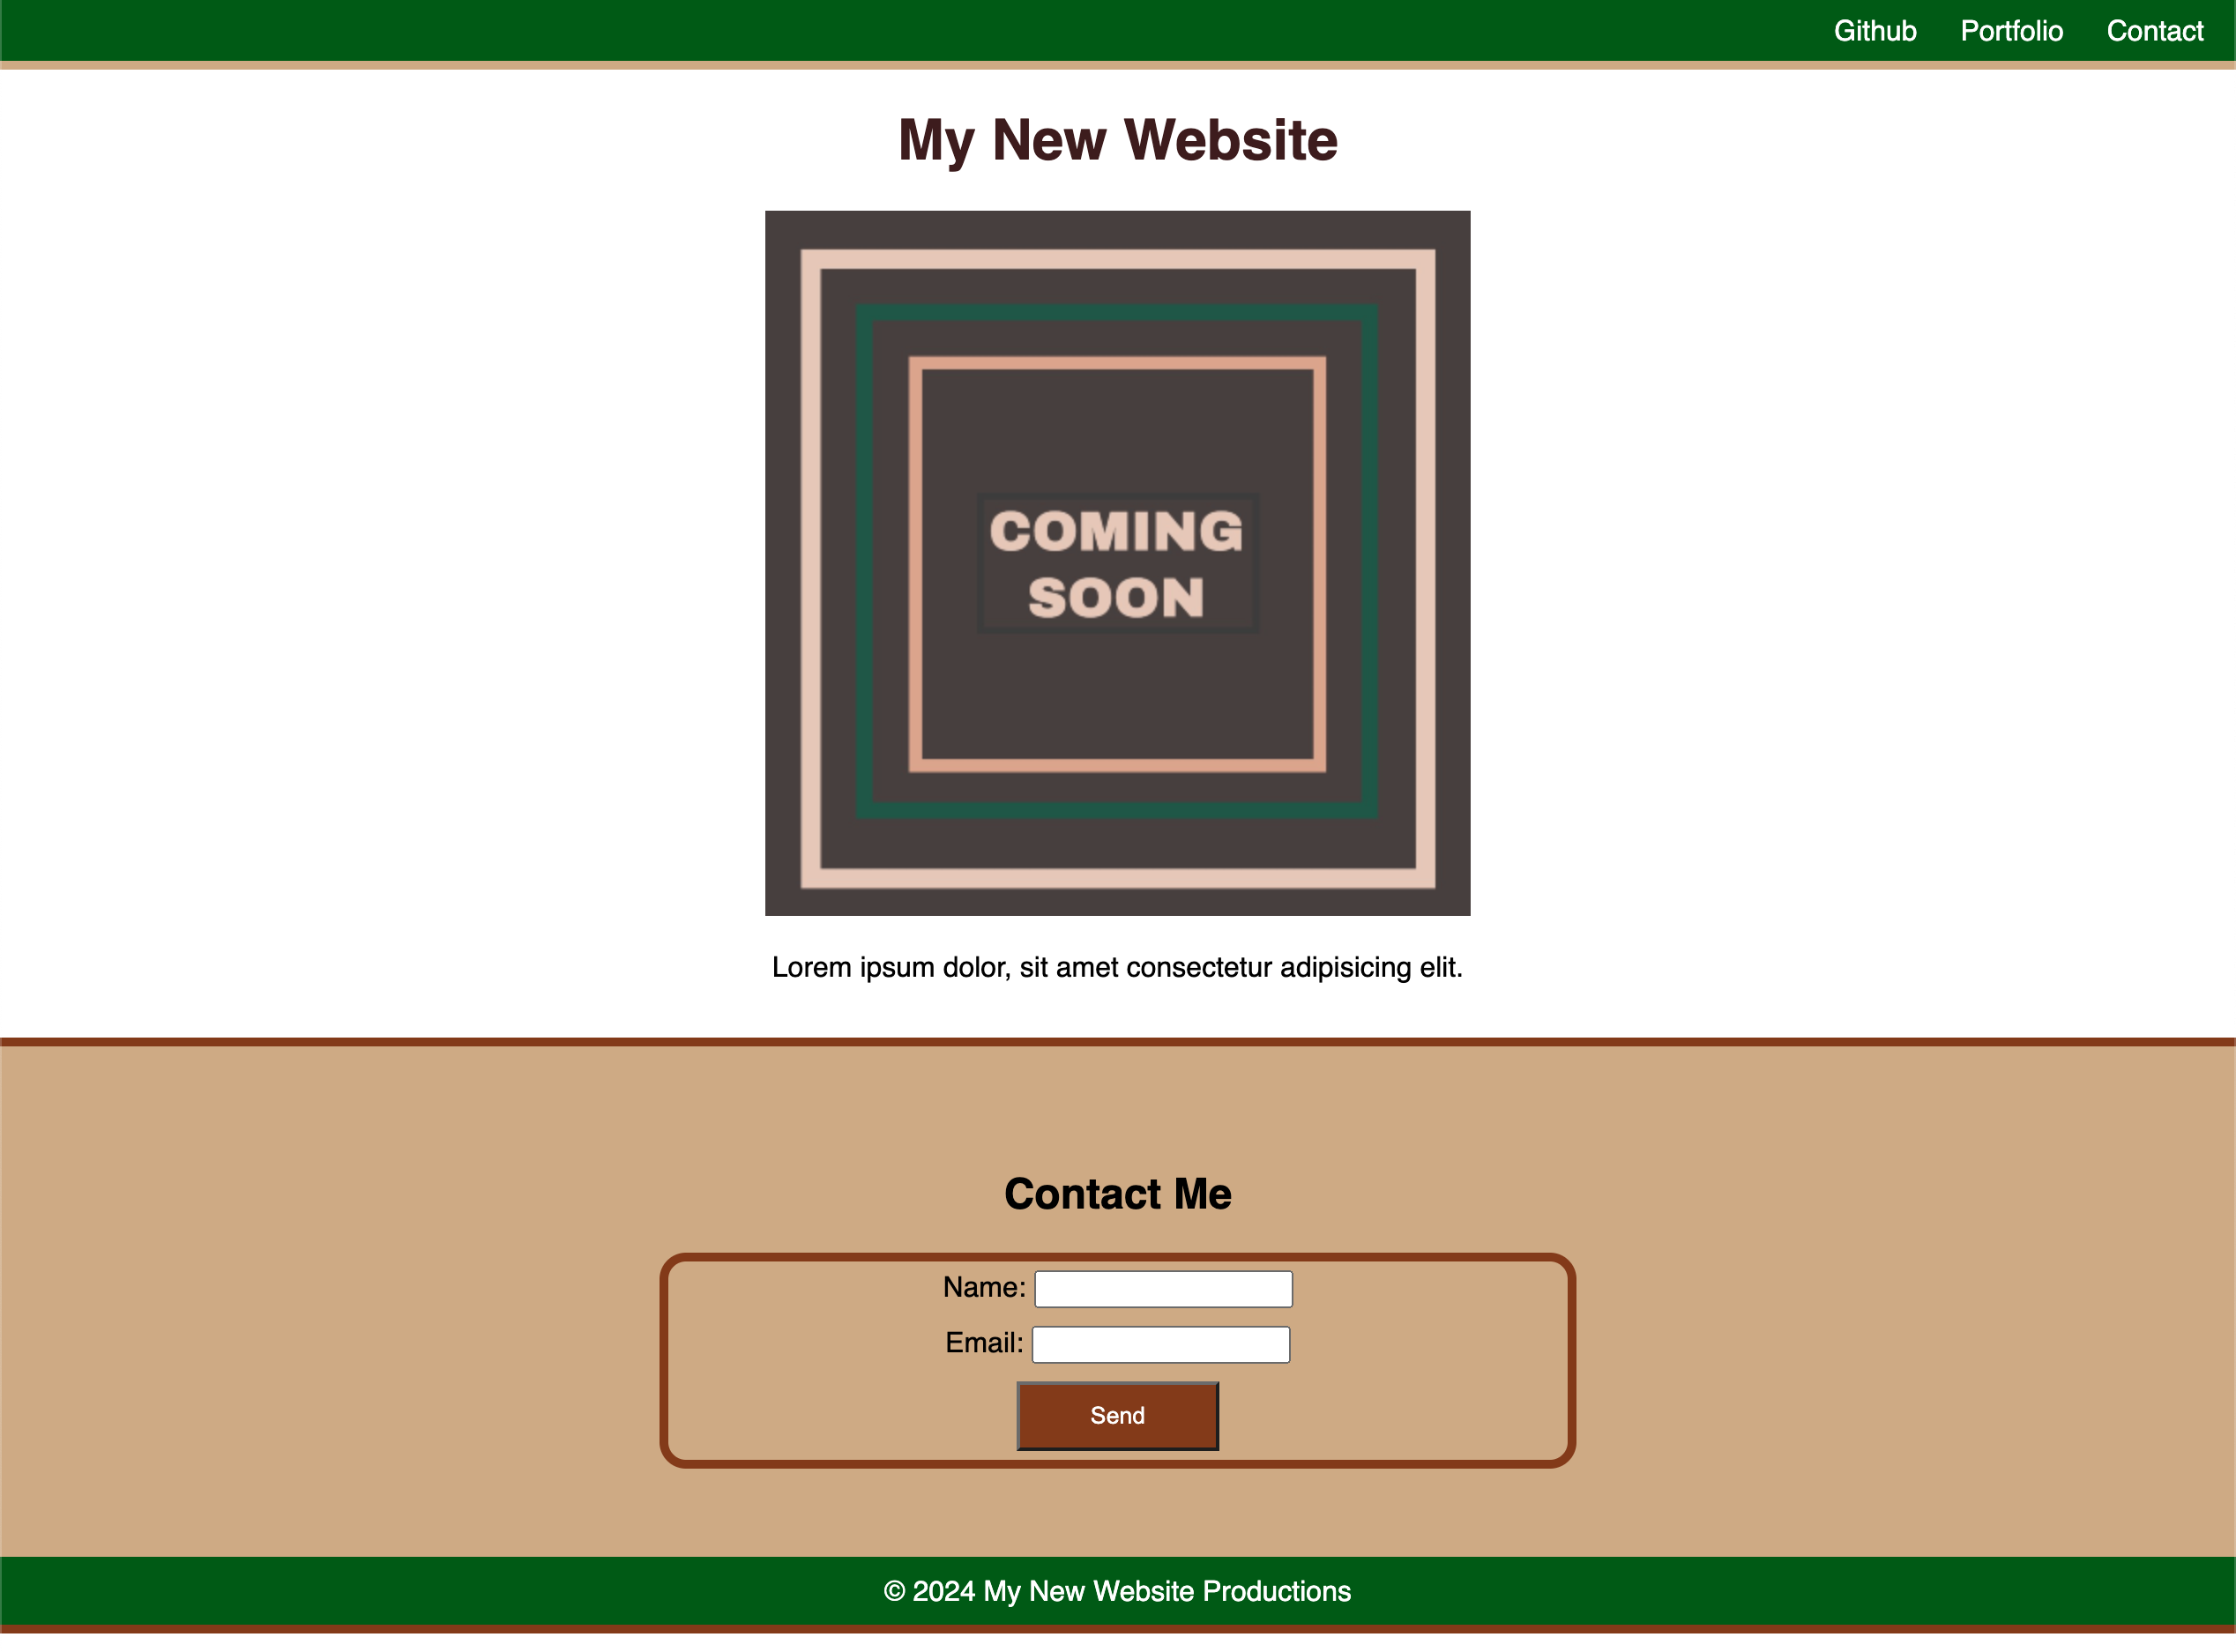 Github Portfolio Contact
My New Website
COMING
SOON
Lorem ipsum dolor, sit amet consectetur adipisicing elit.
Contact Me
Name:
Email:
Send
© 2024 My New Website Productions